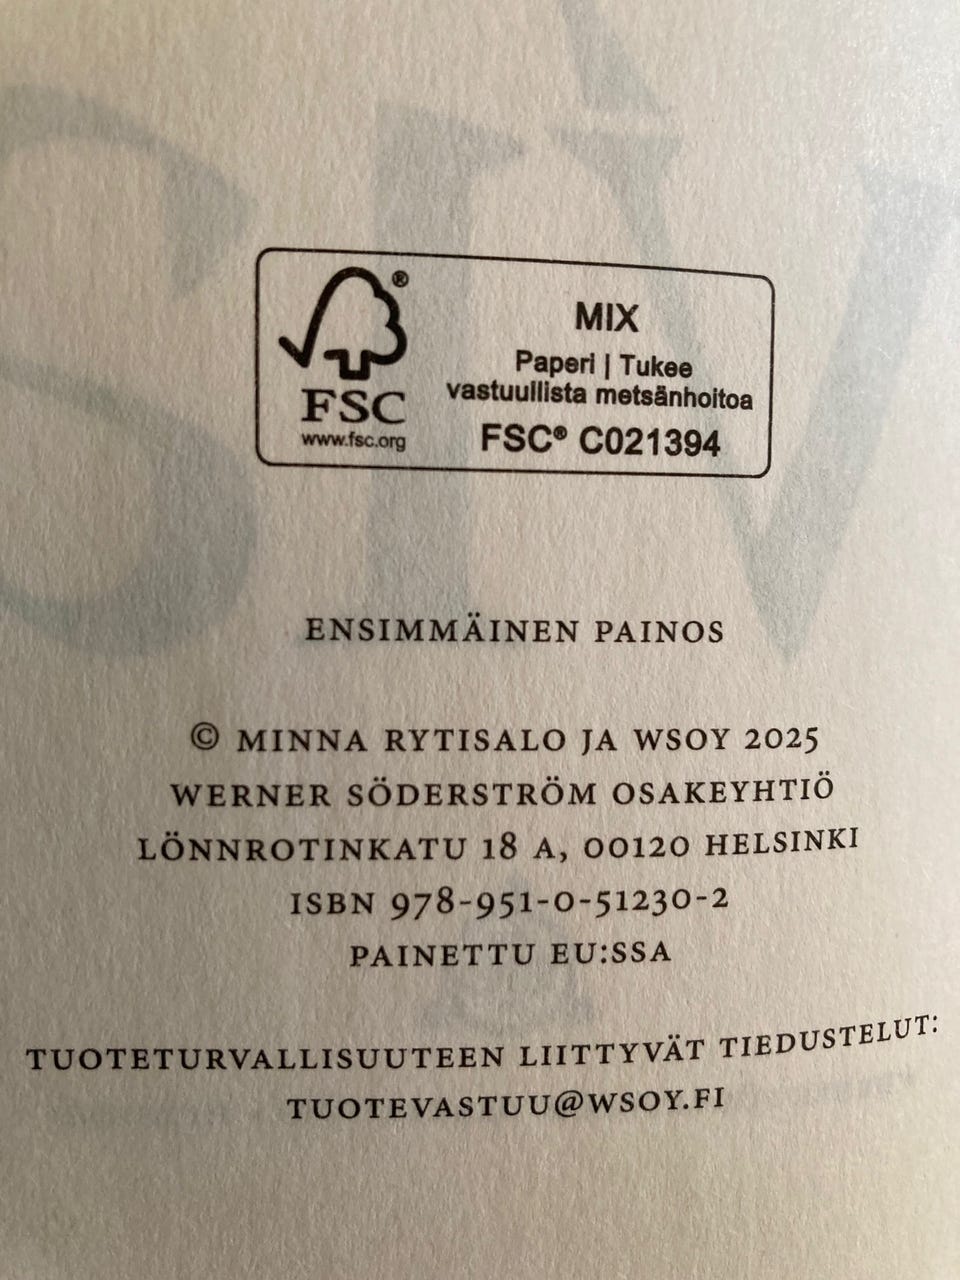 FSC®
www.fsc.org
MIX
Paperi | Tukee
vastuullista metsänhoitoa
FSC® C021394
ENSIMMÄINEN PAINOS
© MINNA RYTISALO JA WSOY 2025
WERNER SÖDERSTRÖM OSAKEYHTIÖ
LÖNNROTINKATU 18 A, 00120 HELSINKI
ISBN 978-951-0-51230-2
PAINETTU EU:SSA
TUOTETURVALLISUUTEEN LIITTYVÄT TIEDUSTELUT:
TUOTEVASTUU@WSOY.FI